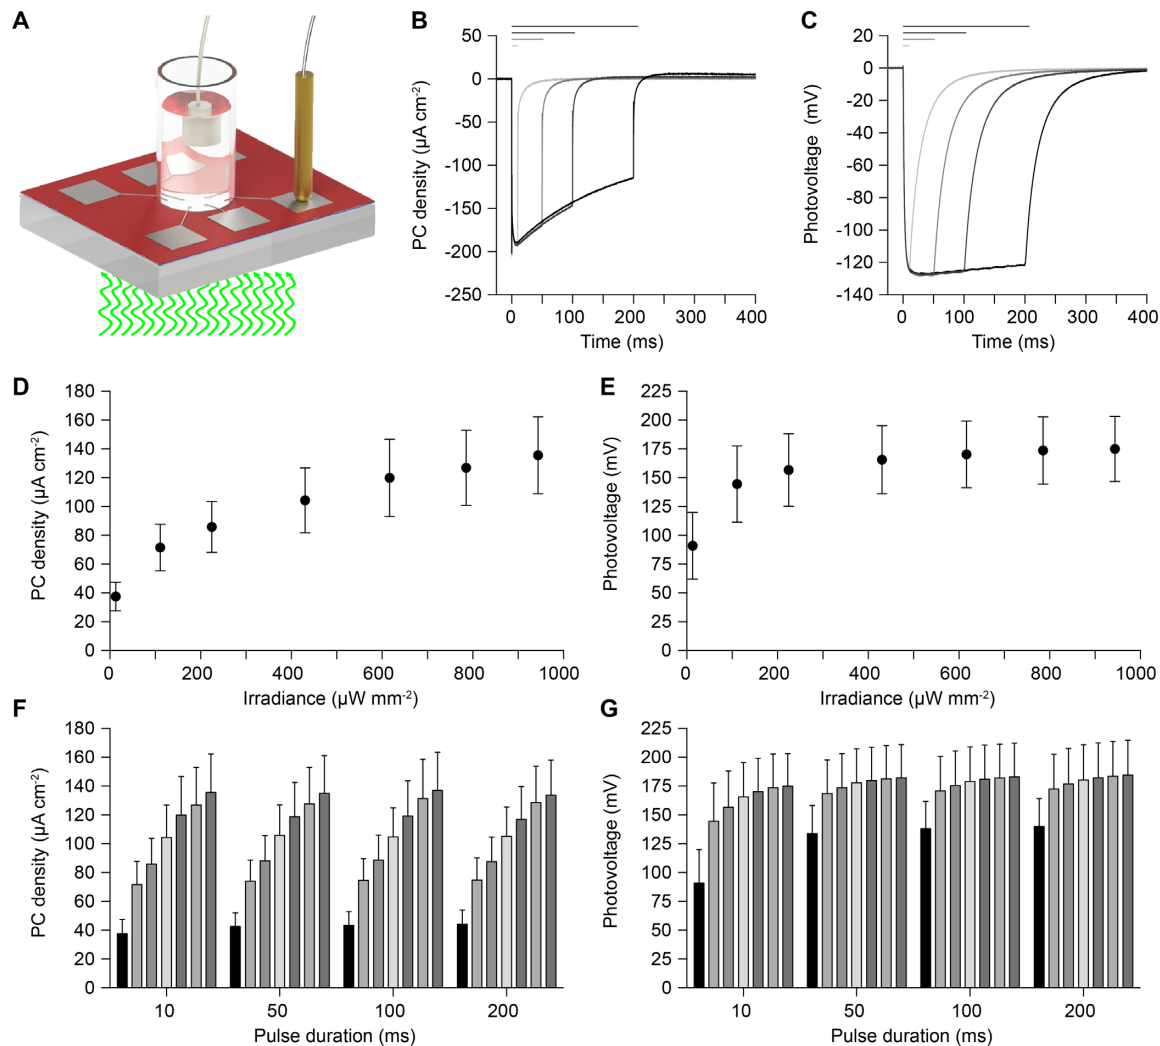 A
B
50
0
-50
-100
-150
-200
-250
PC density (µA cm-2)
0 100 200 300 400
Time (ms)
C
20
0
-20
-40
-60
-80
-100
-120
-140
Photovoltage (mV)
0 100 200 300 400
Time (ms)
D
180
160
140
120
100
80
60
40
20
0
PC density (µA cm-2)
0 200 400 600 800 1000
Irradiance (µW mm-2)
E
225
200
175
150
125
100
75
50
25
0
Photovoltage (mV)
0 200 400 600 800 1000
Irradiance (µW mm-2)
F
180
160
140
120
100
80
60
40
20
0
PC density (µA cm-2)
10 50 100 200
Pulse duration (ms)
G
225
200
175
150
125
100
75
50
25
0
Photovoltage (mV)
10 50 100 200
Pulse duration (ms)